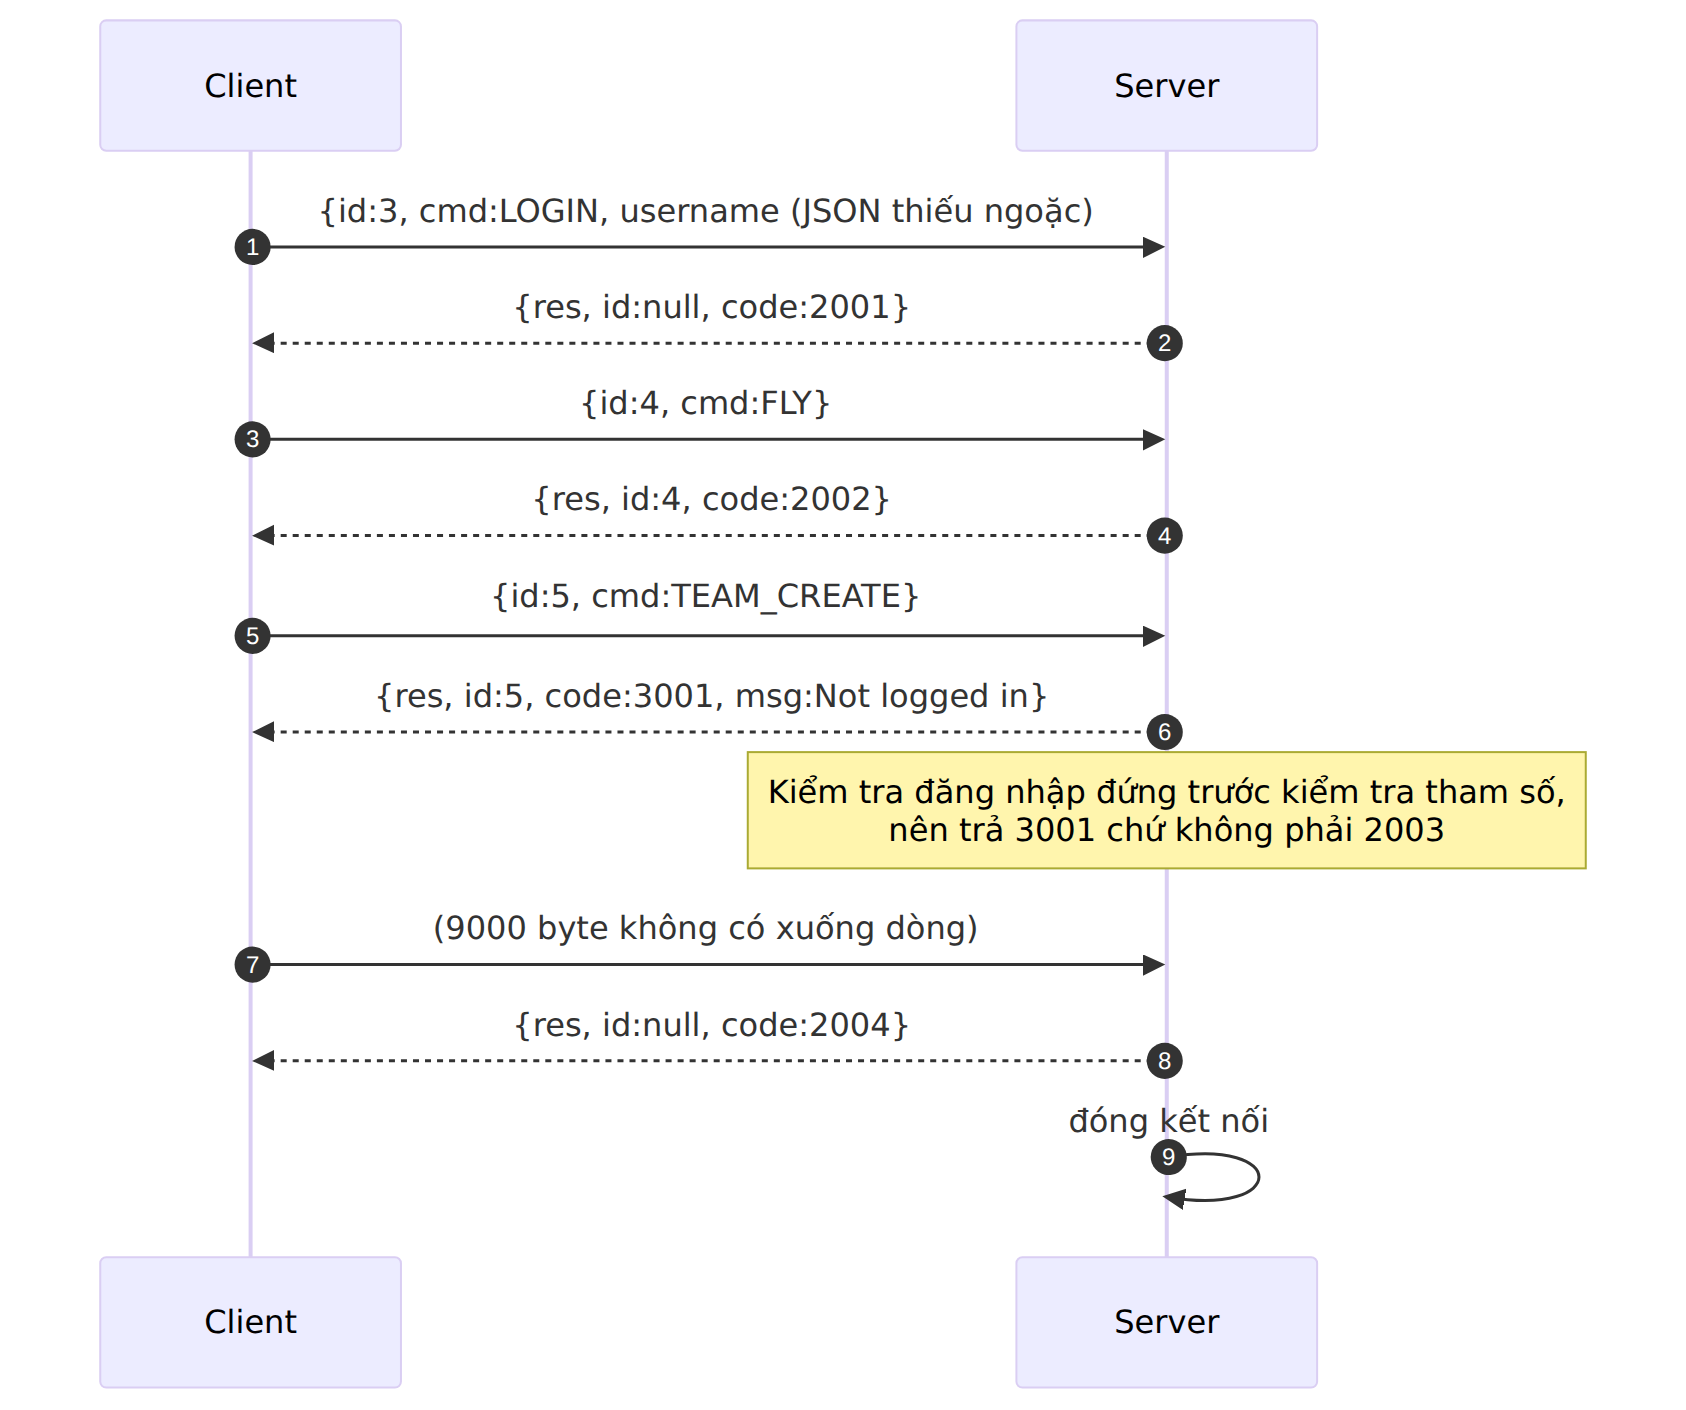 Client
Server
{id:3, cmd:LOGIN, username (JSON thiếu ngoặc)
1
{res, id:null, code:2001}
2
{id:4, cmd:FLY}
3
{res, id:4, code:2002}
4
{id:5, cmd:TEAM_CREATE}
5
{res, id:5, code:3001, msg:Not logged in}
6
Kiểm tra đăng nhập đứng trước kiểm tra tham số,
nên trả 3001 chứ không phải 2003
(9000 byte không có xuống dòng)
7
{res, id:null, code:2004}
8
đóng kết nối
9
Client
Server